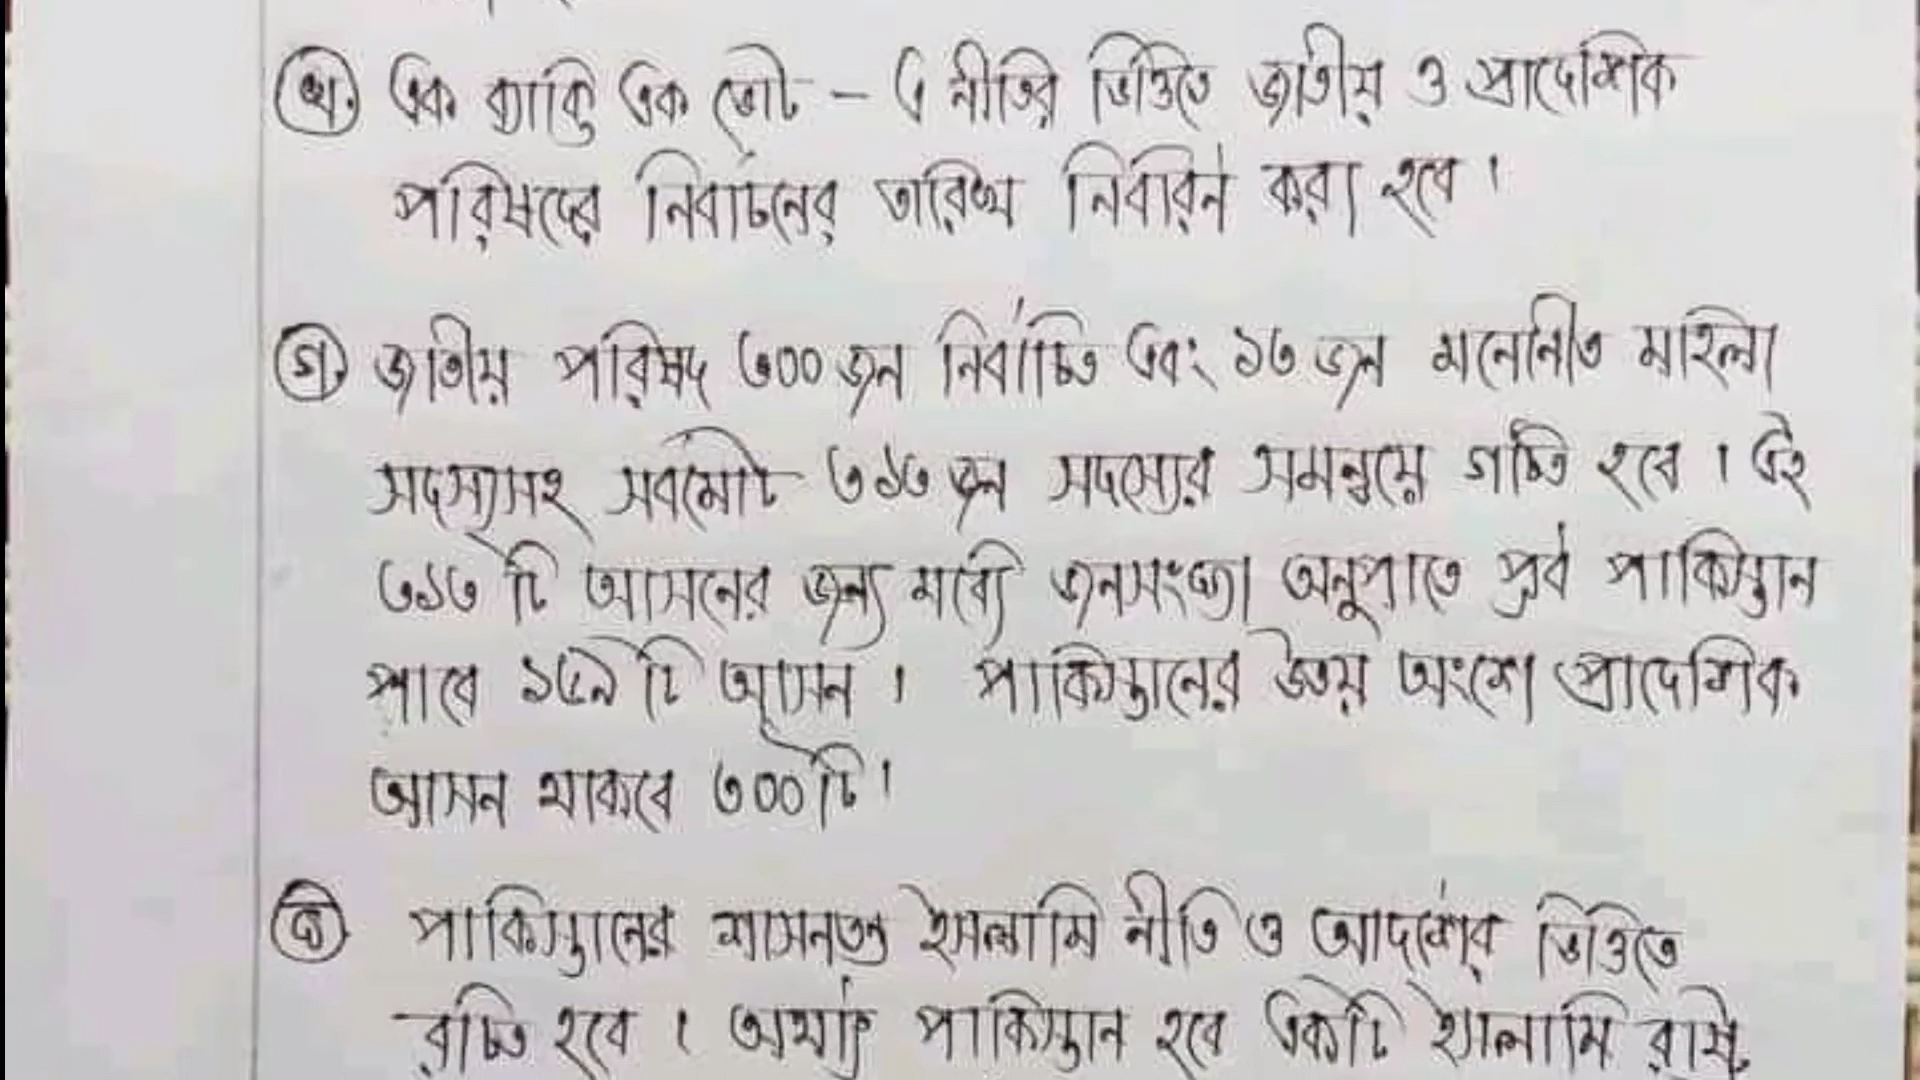 খ. এক ব্যক্তি এক ভোট – এ নীতির ভিত্তিতে জাতীয় ও প্রাদেশিক
পরিষদের নির্বাচনের তারিখ নির্ধারন করা হবে ।
গ. জাতীয় পরিষদ ৩০০ জন নির্বাচিত এবং ১৩ জন মনোনীত মহিলা
সদস্যসহ সর্বমোট ৩১৩ জন সদস্যের সমন্বয়ে গঠিত হবে । এই
৩১৩ টি আসনের জন্য মধ্যে জনসংখ্যা অনুপাতে পূর্ব পাকিস্তান
পাবে ১৬৯ টি আসন । পাকিস্তানের উভয় অংশে প্রাদেশিক
আসন থাকবে ৩০০টি ।
পাকিস্তানের শাসনতন্ত্র ইসলামি নীতি ও আদর্শের ভিত্তিতে
রচিত হবে । অর্থাৎ পাকিস্তান হবে একটি ইসলামি রাষ্ট্র